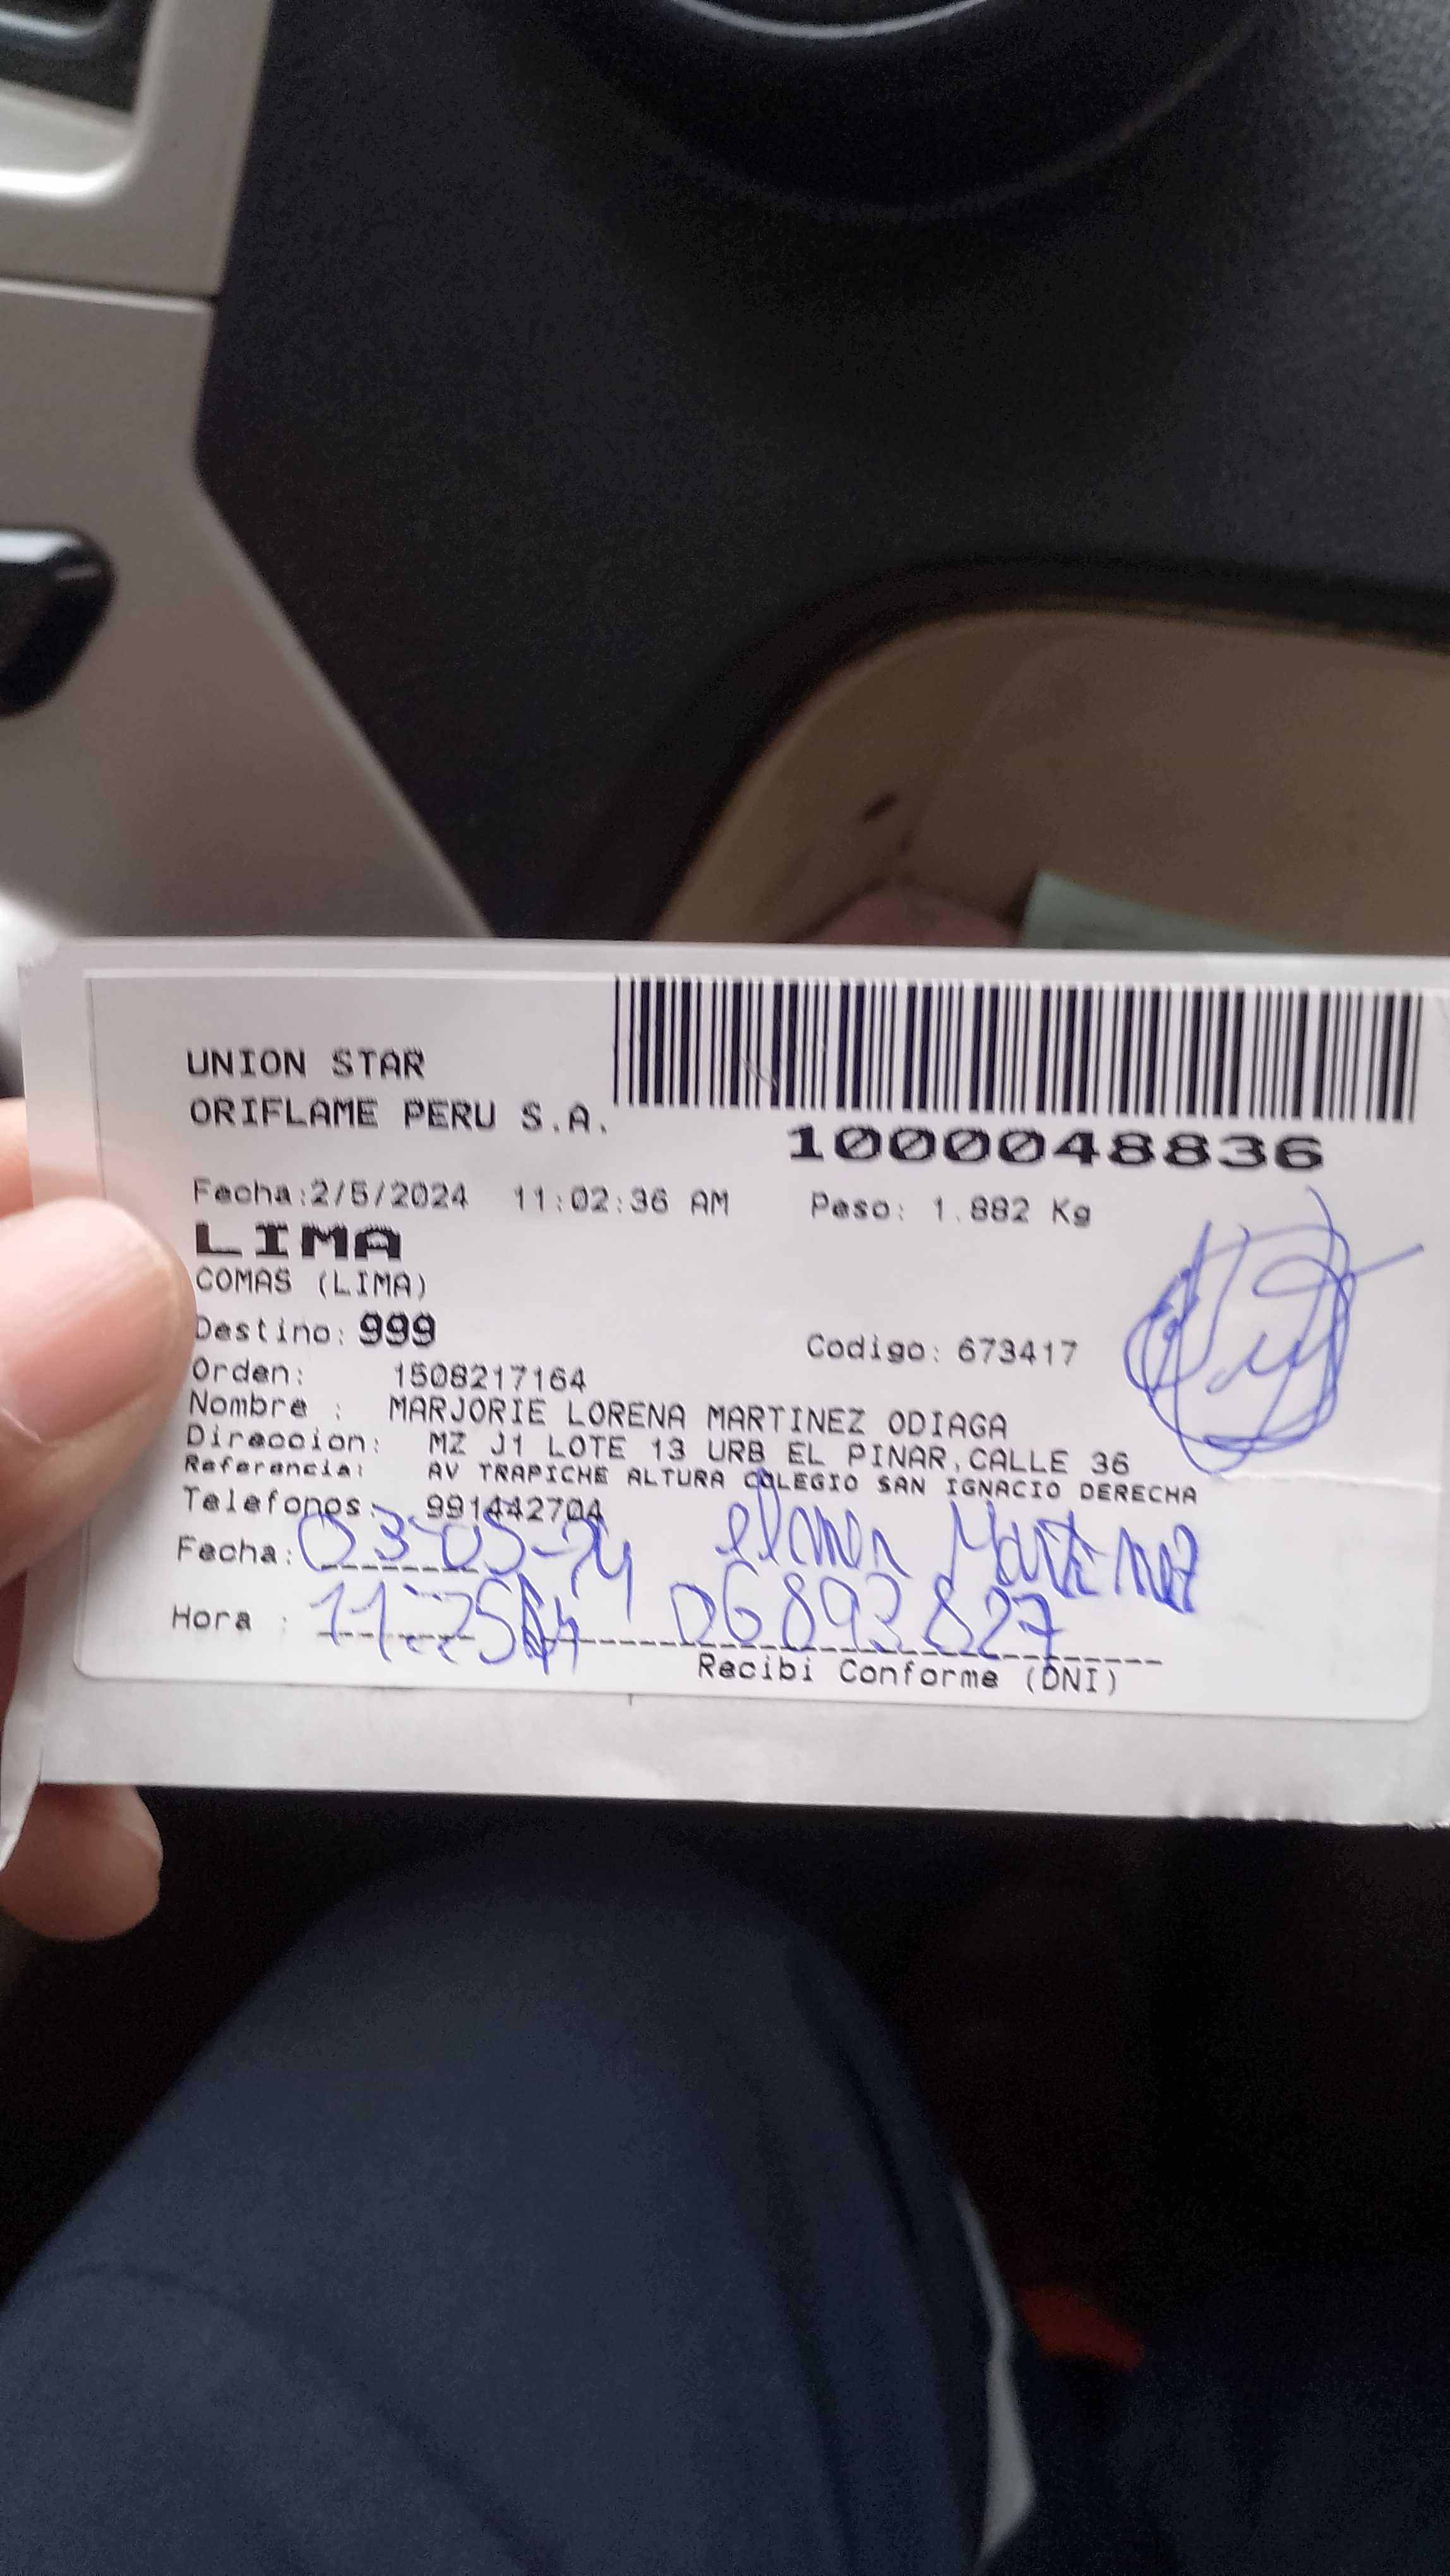 UNION STAR
ORIFLAME PERU S.A.
1000048836
Fecha:2/5/2024 11:02:36 AM Peso: 1.882 Kg
LIMA
COMAS (LIMA)
Destino: 999 Codigo: 673417
Orden: 1508217164
Nombre : MARJORIE LORENA MARTINEZ ODIAGA
Direccion: MZ J1 LOTE 13 URB EL PINAR,CALLE 36
Referencia: AV TRAPICHE ALTURA COLEGIO SAN IGNACIO DERECHA
Telefonos: 991442704
Fecha: 03-05-24 Martinez
Hora : 11:25 06893827
Recibi Conforme (DNI)